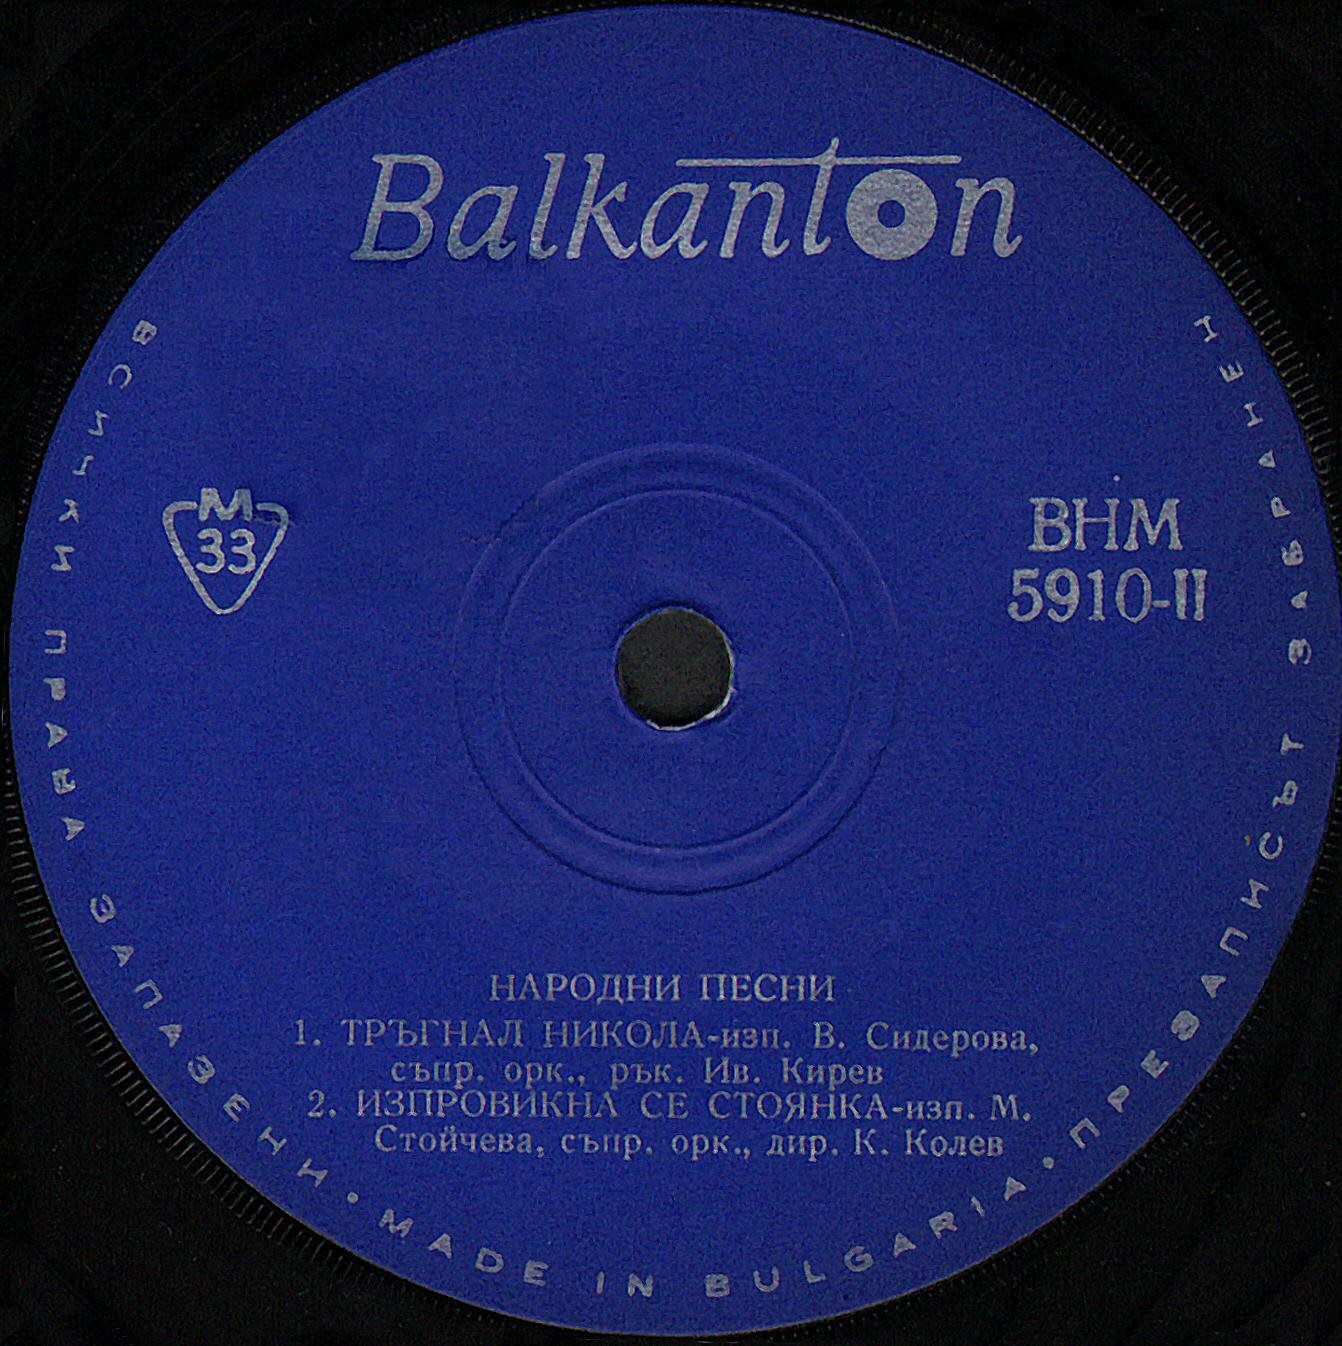 Balkanton
М
33
ВНМ
5910-II
НАРОДНИ ПЕСНИ
1. ТРЪГНАЛ НИКОЛА-изп. В. Сидерова,
съпр. орк., рък. Ив. Кирев
2. ИЗПРОВИКНА СЕ СТОЯНКА-изп. М.
Стойчева, съпр. орк., дир. К. Колев
ВСИЧКИ ПРАВА ЗАПАЗЕНИ • MADE IN BULGARIA • ПРЕЗАПИСЪТ ЗАБРАНЕН